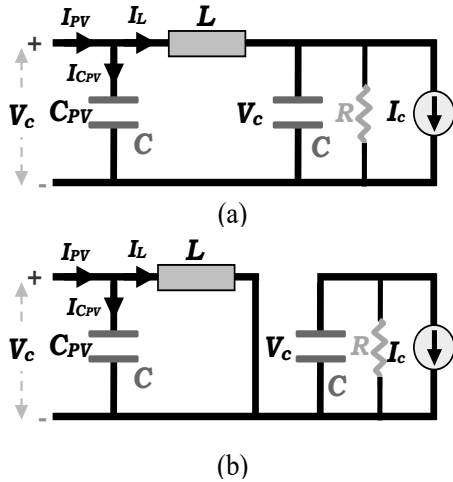 I_PV I_L L
+
I_CPV
V_c C_PV V_c R I_c
C C
-
(a)
I_PV I_L L
+
I_CPV
V_c C_PV V_c R I_c
C C
-
(b)